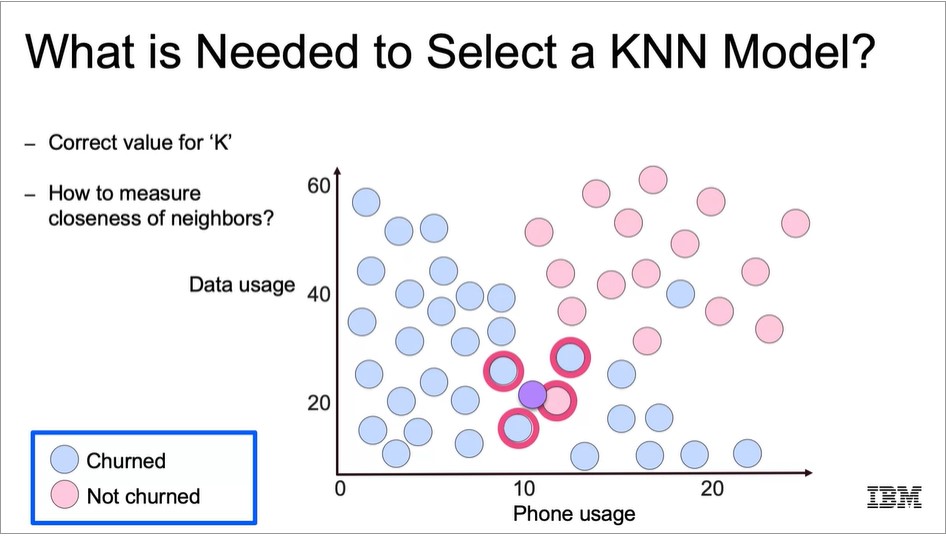 What is Needed to Select a KNN Model?
– Correct value for ‘K’
– How to measure
closeness of neighbors?
60
Data usage
40
20
0
10
20
Phone usage
Churned
Not churned
IBM